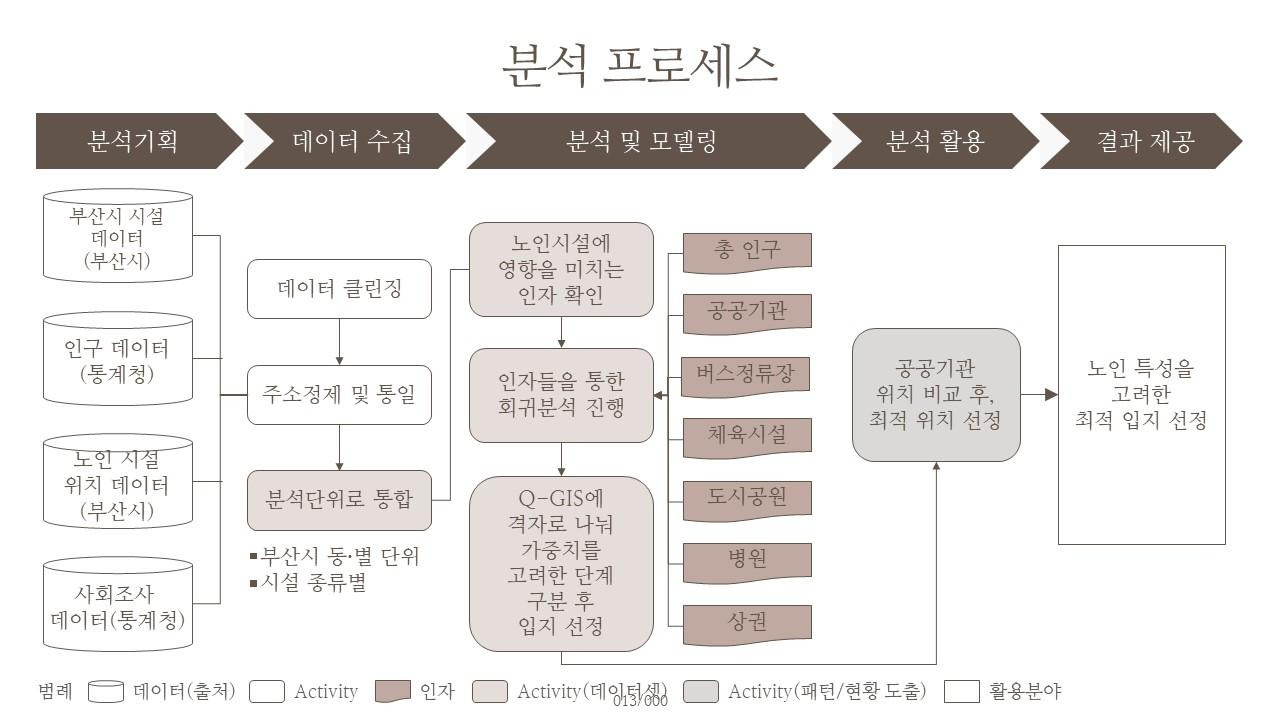 분석 프로세스
분석기획
데이터 수집
분석 및 모델링
분석 활용
결과 제공
부산시 시설
데이터
(부산시)
인구 데이터
(통계청)
노인 시설
위치 데이터
(부산시)
사회조사
데이터(통계청)
데이터 클린징
주소정제 및 통일
분석단위로 통합
▪부산시 동·별 단위
▪시설 종류별
노인시설에
영향을 미치는
인자 확인
인자들을 통한
회귀분석 진행
Q-GIS에
격자로 나눠
가중치를
고려한 단계
구분 후
입지 선정
총 인구
공공기관
버스정류장
체육시설
도시공원
병원
상권
공공기관
위치 비교 후,
최적 위치 선정
노인 특성을
고려한
최적 입지 선정
범례 데이터(출처) Activity 인자 Activity(데이터셋) Activity(패턴/현황 도출) 활용분야
013/000